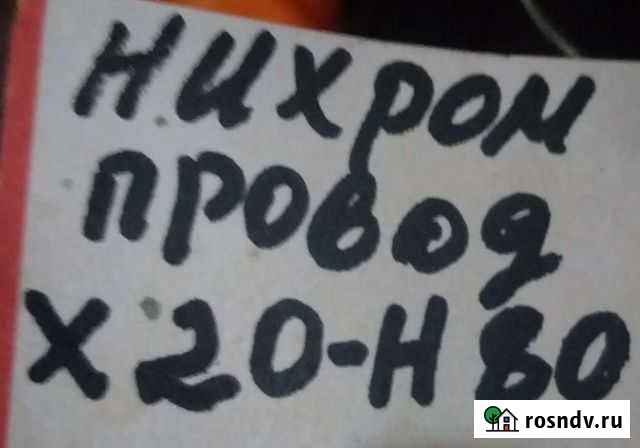 нихром
провод
х20-н80
rosndv.ru